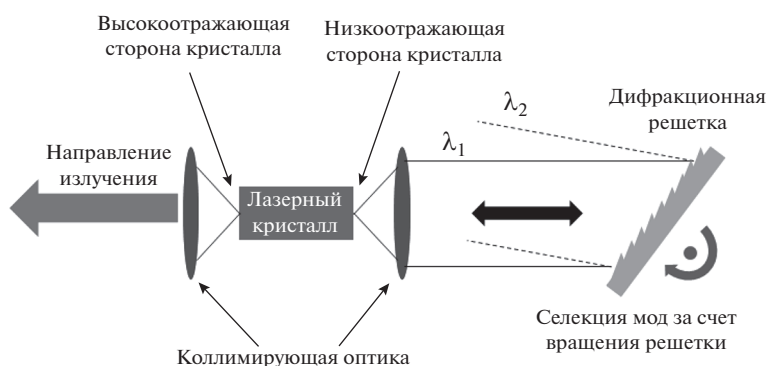 Высокоотражающая
сторона кристалла
Низкоотражающая
сторона кристалла
Дифракционная
решетка
λ₂
λ₁
Направление
излучения
Лазерный
кристалл
Селекция мод за счет
вращения решетки
Коллимирующая оптика